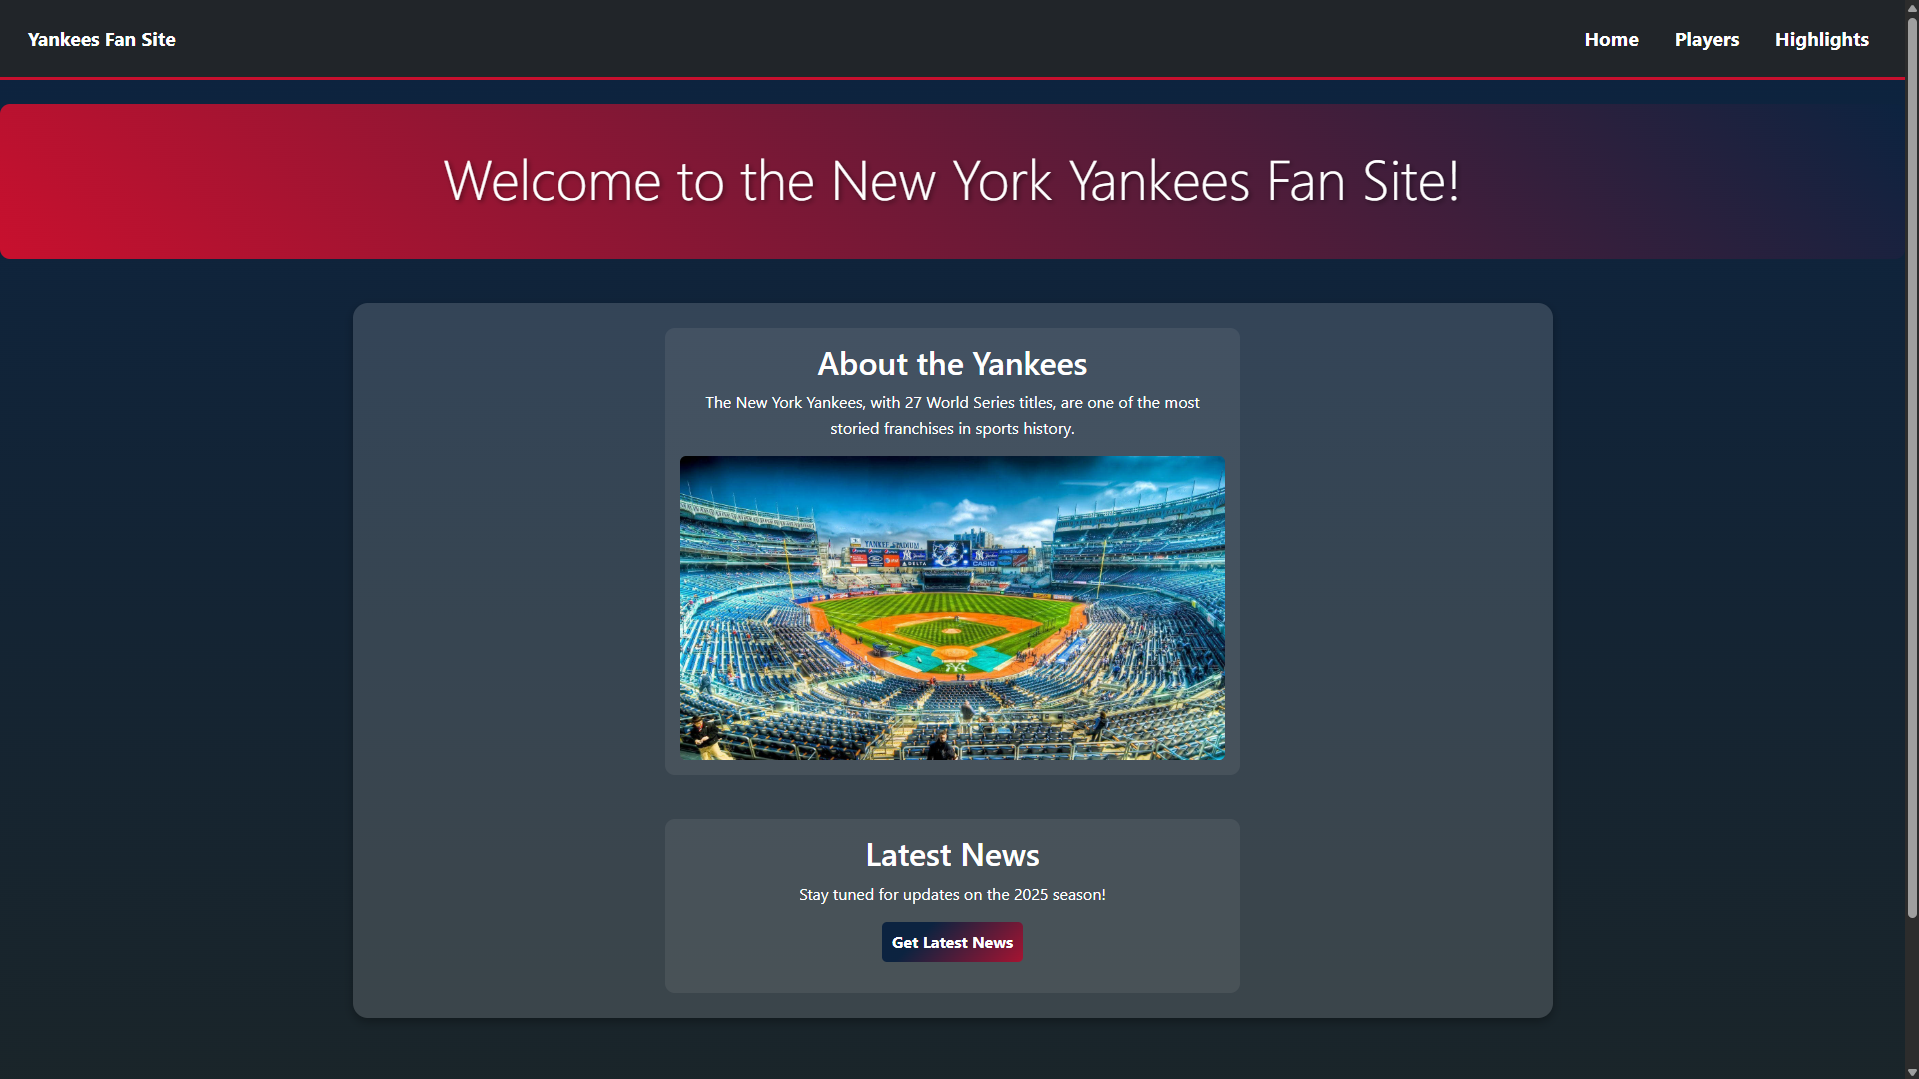 Yankees Fan Site
Home Players Highlights
Welcome to the New York Yankees Fan Site!
About the Yankees
The New York Yankees, with 27 World Series titles, are one of the most
storied franchises in sports history.
YANKEE STADIUM
DELTA
CASIO
Latest News
Stay tuned for updates on the 2025 season!
Get Latest News